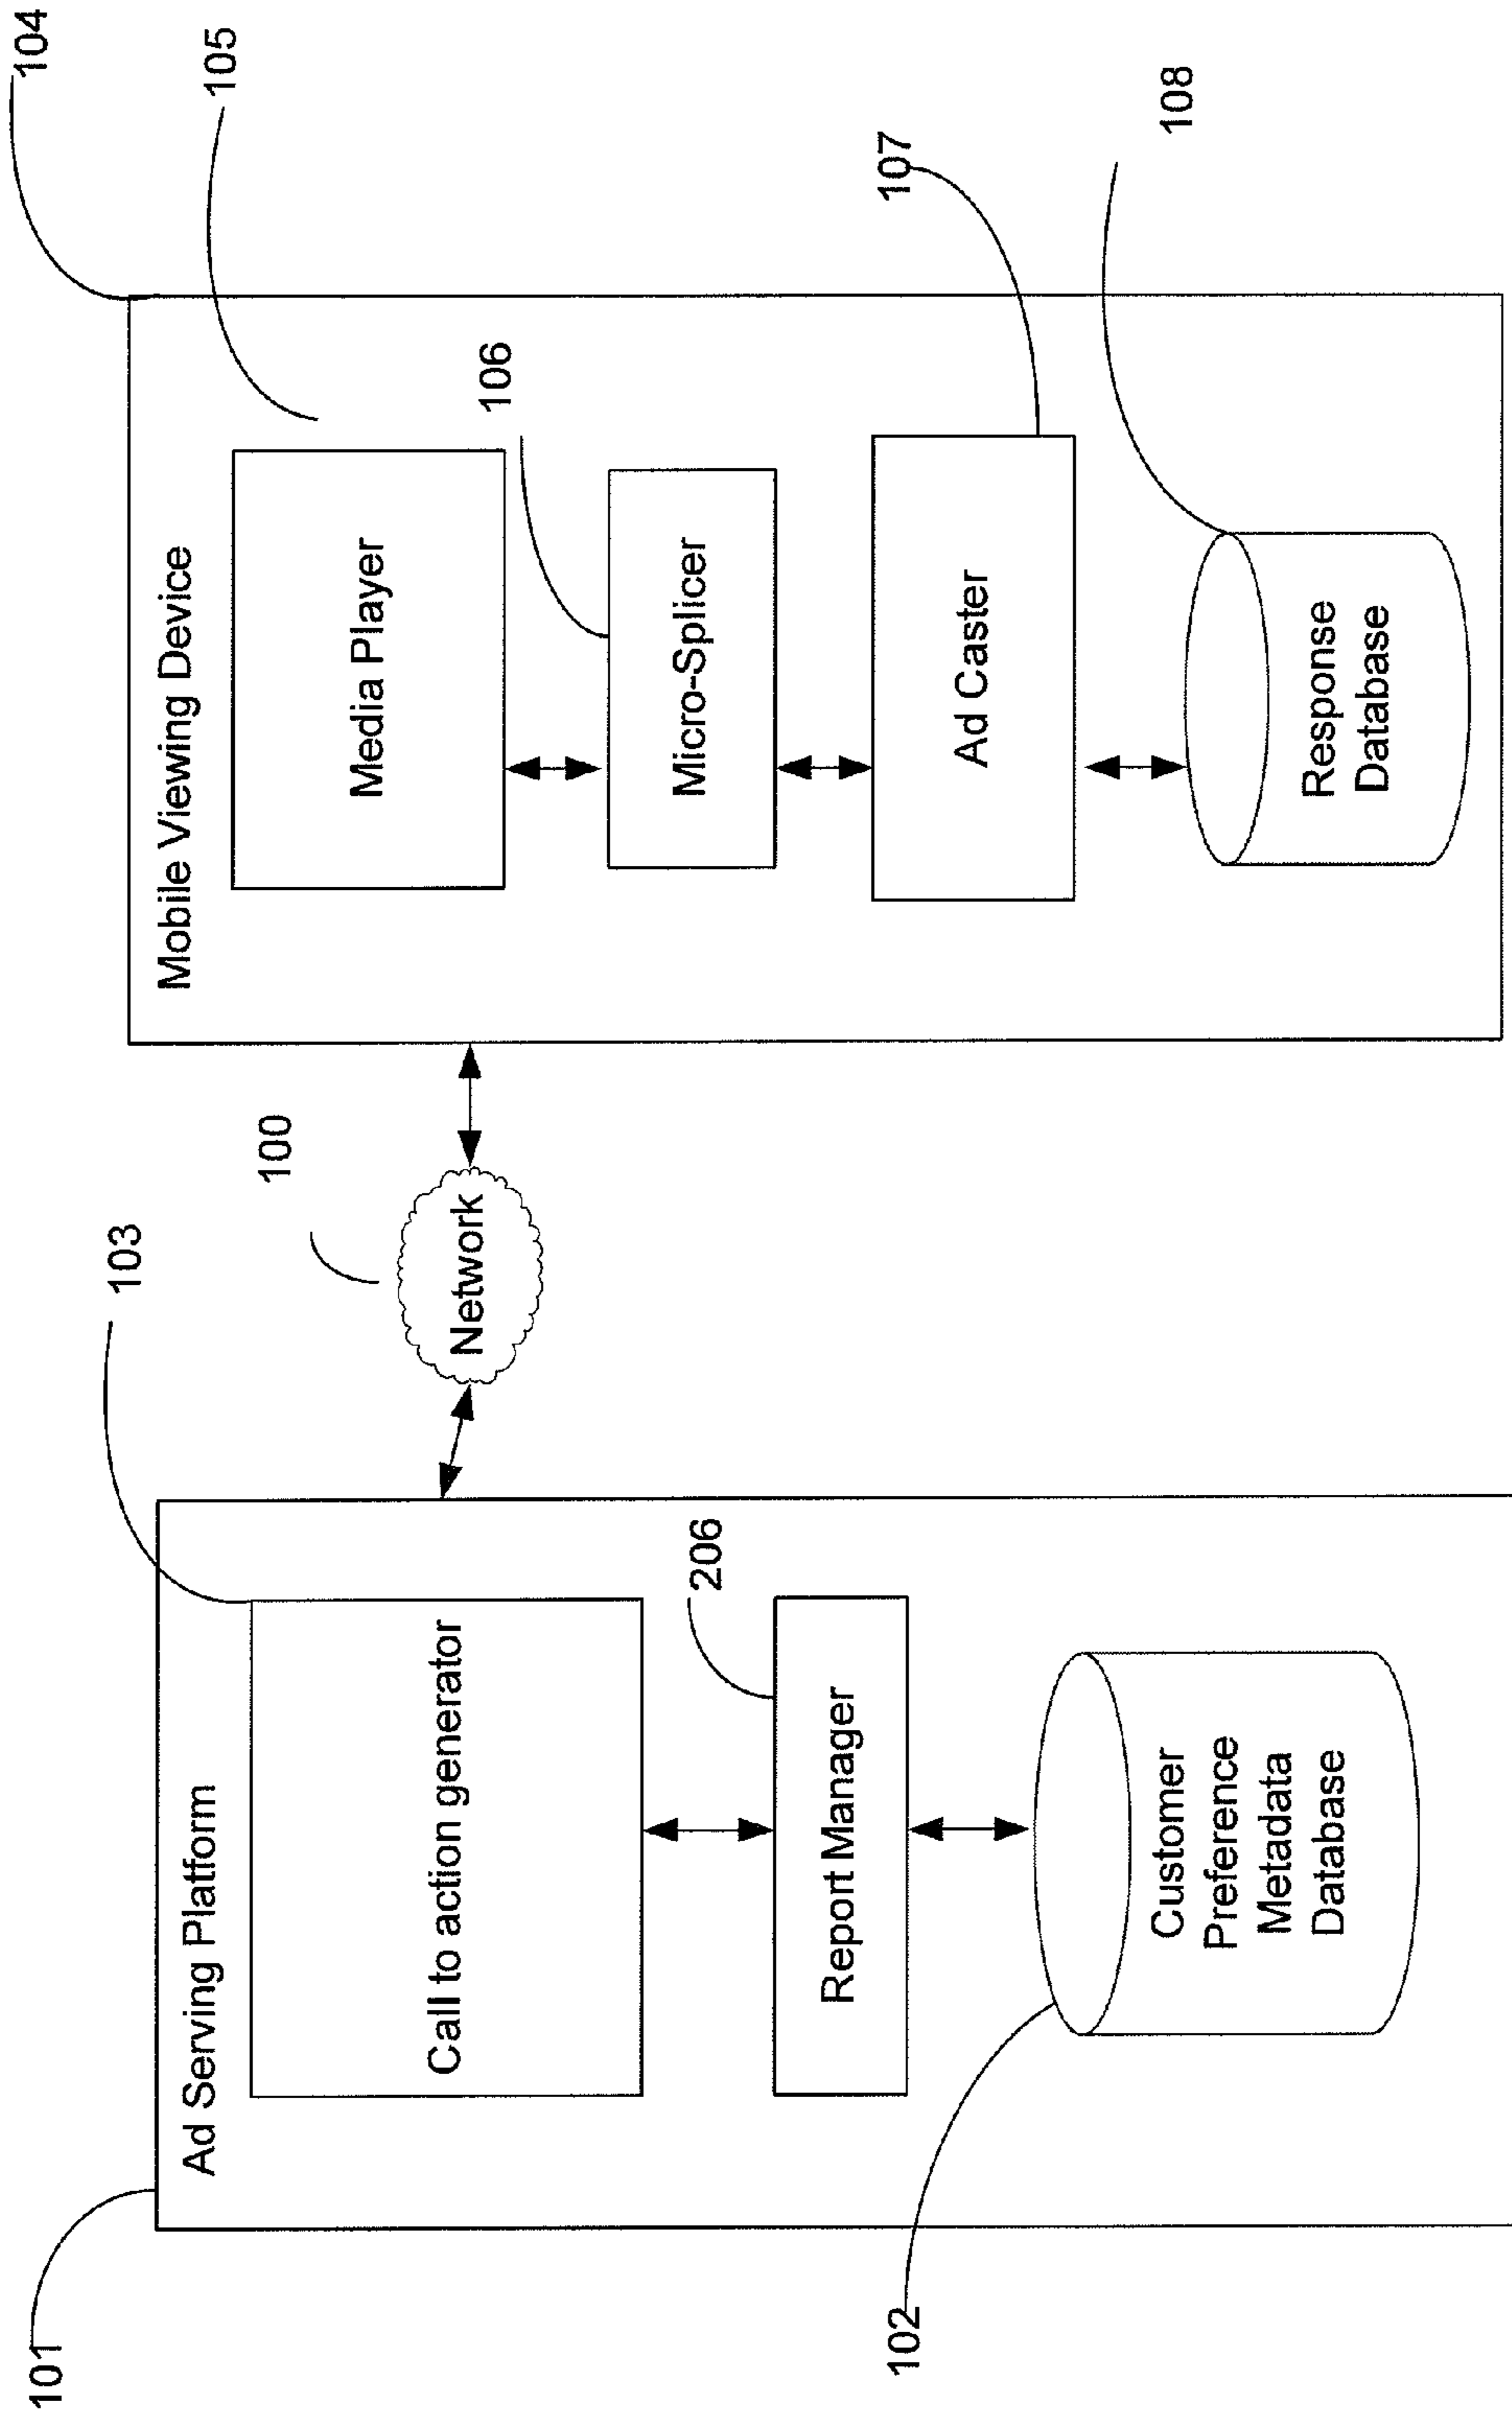 101
Ad Serving Platform
103
Call to action generator
206
Report Manager
102
Customer
Preference
Metadata
Database
100
Network
104
Mobile Viewing Device
105
Media Player
106
Micro-Splicer
107
Ad Caster
108
Response
Database